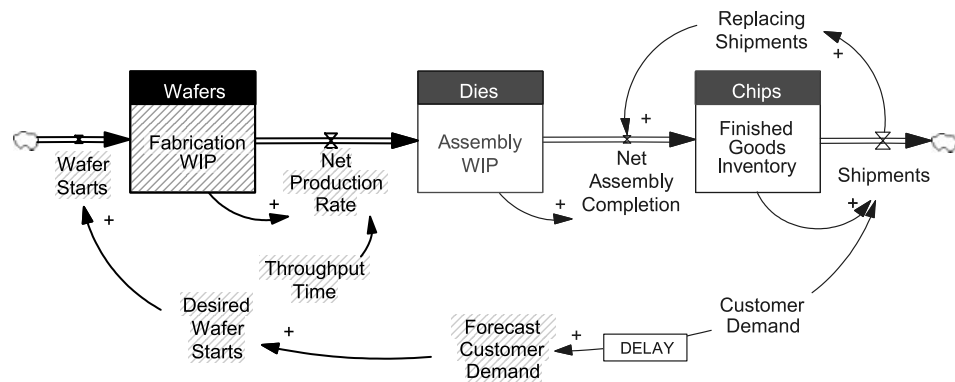 Replacing
Shipments
+
+
Wafers
Dies
Chips
Fabrication
WIP
Assembly
WIP
Finished
Goods
Inventory
Wafer
Starts
+
Net
Production
Rate
+
+
Net
Assembly
Completion
Shipments
+
+
Throughput
Time
Desired
Wafer
Starts
+
Forecast
Customer
Demand
+
DELAY
Customer
Demand